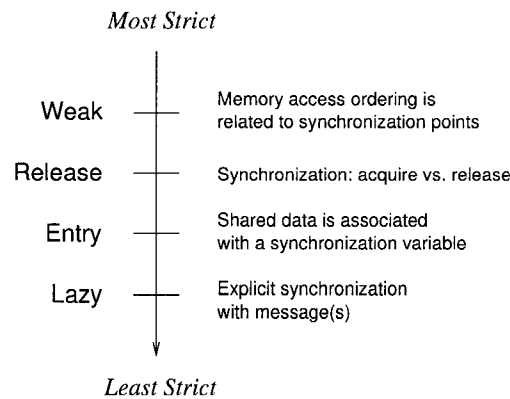 Most Strict
Weak
Memory access ordering is
related to synchronization points
Release
Synchronization: acquire vs. release
Entry
Shared data is associated
with a synchronization variable
Lazy
Explicit synchronization
with message(s)
Least Strict